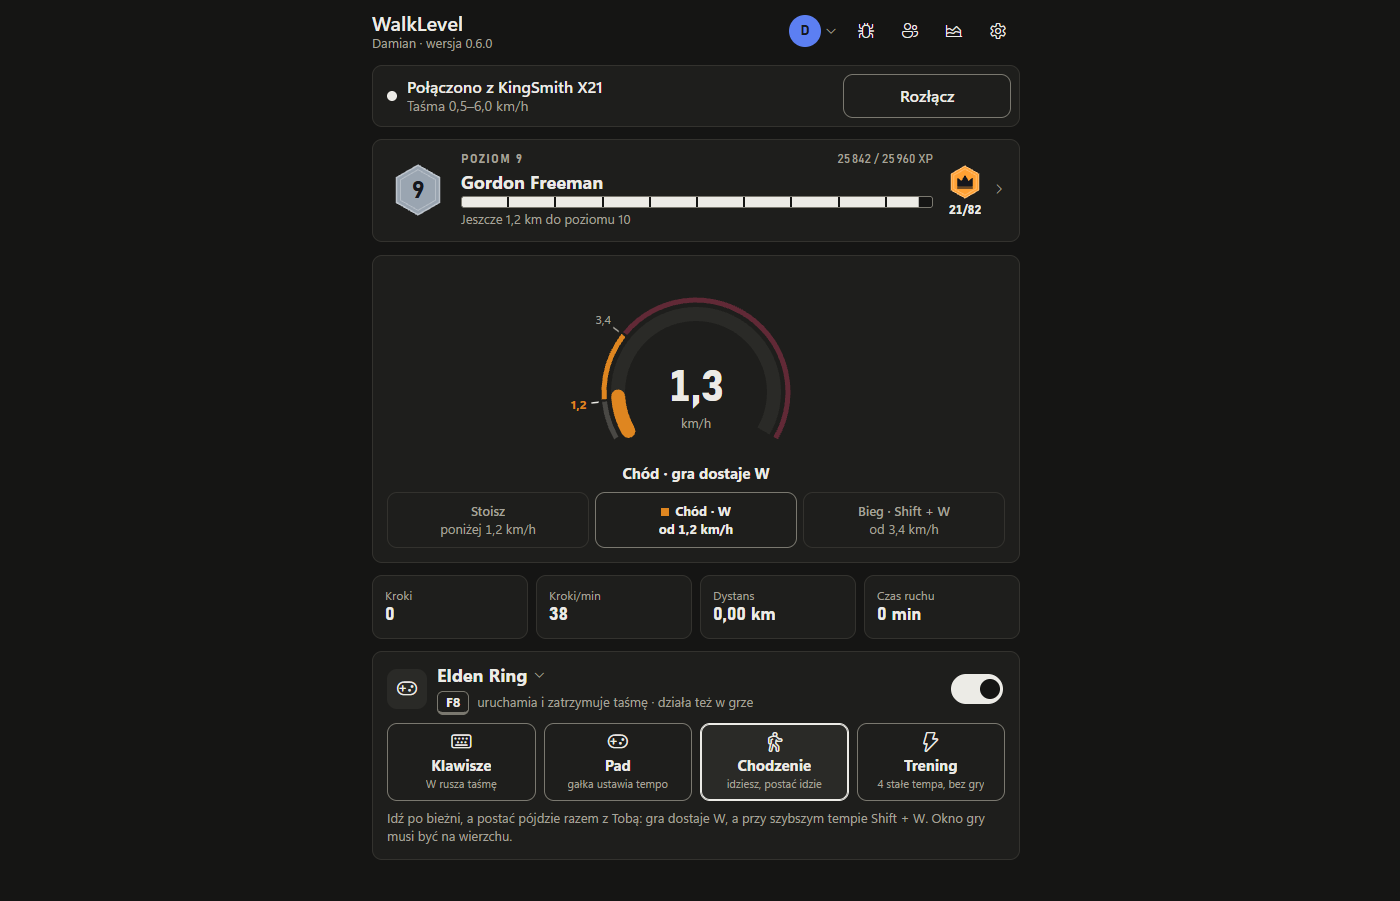 WalkLevel
Damian · wersja 0.6.0
D
Połączono z KingSmith X21
Taśma 0,5–6,0 km/h
Rozłącz
POZIOM 9
25 842 / 25 960 XP
9
Gordon Freeman
Jeszcze 1,2 km do poziomu 10
21/82
3,4
1,2
1,3
km/h
Chód · gra dostaje W
Stoisz
poniżej 1,2 km/h
Chód · W
od 1,2 km/h
Bieg · Shift + W
od 3,4 km/h
Kroki
0
Kroki/min
38
Dystans
0,00 km
Czas ruchu
0 min
Elden Ring
F8 uruchamia i zatrzymuje taśmę · działa też w grze
Klawisze
W rusza taśmę
Pad
gałka ustawia tempo
Chodzenie
idziesz, postać idzie
Trening
4 stałe tempa, bez gry
Idź po bieżni, a postać pójdzie razem z Tobą: gra dostaje W, a przy szybszym tempie Shift + W. Okno gry
musi być na wierzchu.